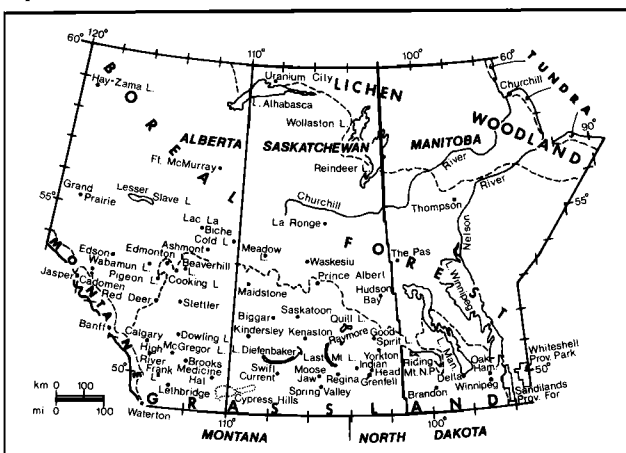 120°
60°
110°
100°
60°
TUNDRA
Hay-Zama L.
Uranium City
LICHEN
Churchill
BOREAL
L. Alhabasca
WOODLAND
90°
Wollaston L.
ALBERTA
SASKATCHEWAN
MANITOBA
Ft. McMurray
Reindeer L.
River
River
55°
Churchill
55°
Grand Prairie
Lesser Slave L.
Thompson
Lac La Biche
La Ronge
Nelson
Cold L.
FOREST
MOUNTAIN
Edson
Edmonton
Ashmont
Meadow
Waskesiu
The Pas
Jasper
Wabamun L.
Beaverhill L.
Prince Albert
Cadomen
Pigeon L.
Cooking L.
Winnipeg
Red Deer
Stettler
Maidstone
Hudson Bay
Biggar
Saskatoon
Quill L.
Banff
Calgary
Dowling L.
Kindersley
Kenaston
Raymore
Good Spirit
L. Man.
High River
McGregor L.
L. Diefenbaker
Last Mt. L.
Yorkton
Riding Mt. N.P.
Oak Ham.
Whiteshell Prov. Park
Frank L.
Brooks
Swift Current
Moose Jaw
Indian Head
Delta
50°
Medicine Hal
Regina
Grenfell
Brandon
Winnipeg
50°
Lethbridge
Spring Valley
Sandilands Prov. For
Waterton
Cypress Hills
GRASSLAND
km 0 100
mi 0 100
110°
100°
MONTANA
NORTH DAKOTA